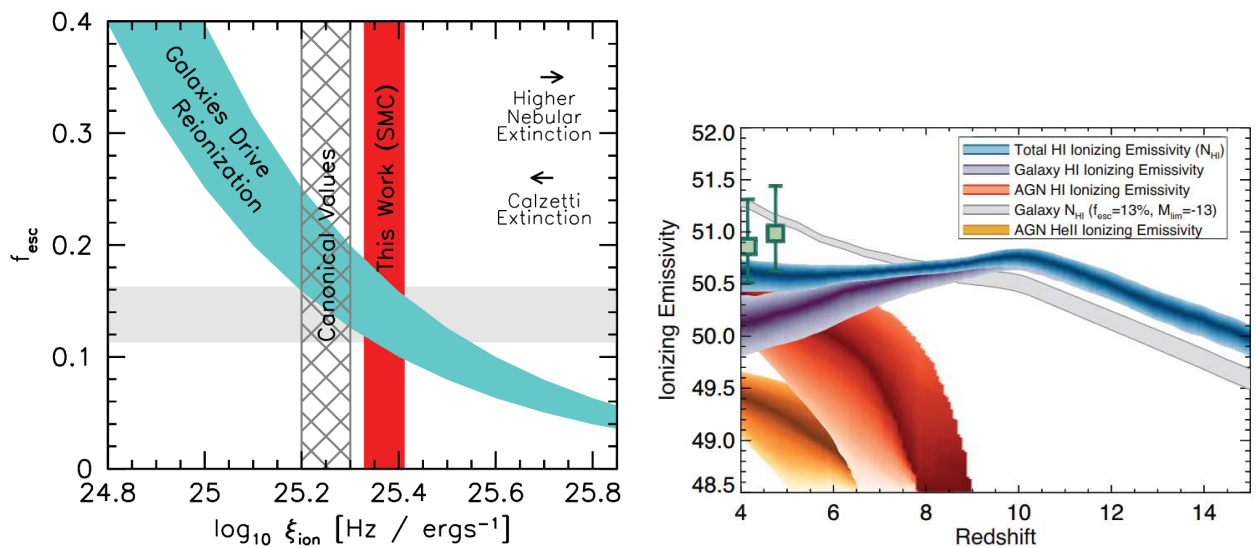 0.4
0.3
0.2
0.1
0
f_esc
Galaxies Drive
Reionization
Canonical Values
This Work (SMC)
→
Higher
Nebular
Extinction
←
Calzetti
Extinction
24.8 25 25.2 25.4 25.6 25.8
log₁₀ ξ_ion [Hz / ergs⁻¹]
52.0
51.5
51.0
50.5
50.0
49.5
49.0
48.5
Ionizing Emissivity
Total HI Ionizing Emissivity (N_HI)
Galaxy HI Ionizing Emissivity
AGN HI Ionizing Emissivity
Galaxy N_HI (f_esc=13%, M_lim=-13)
AGN HeII Ionizing Emissivity
4 6 8 10 12 14
Redshift